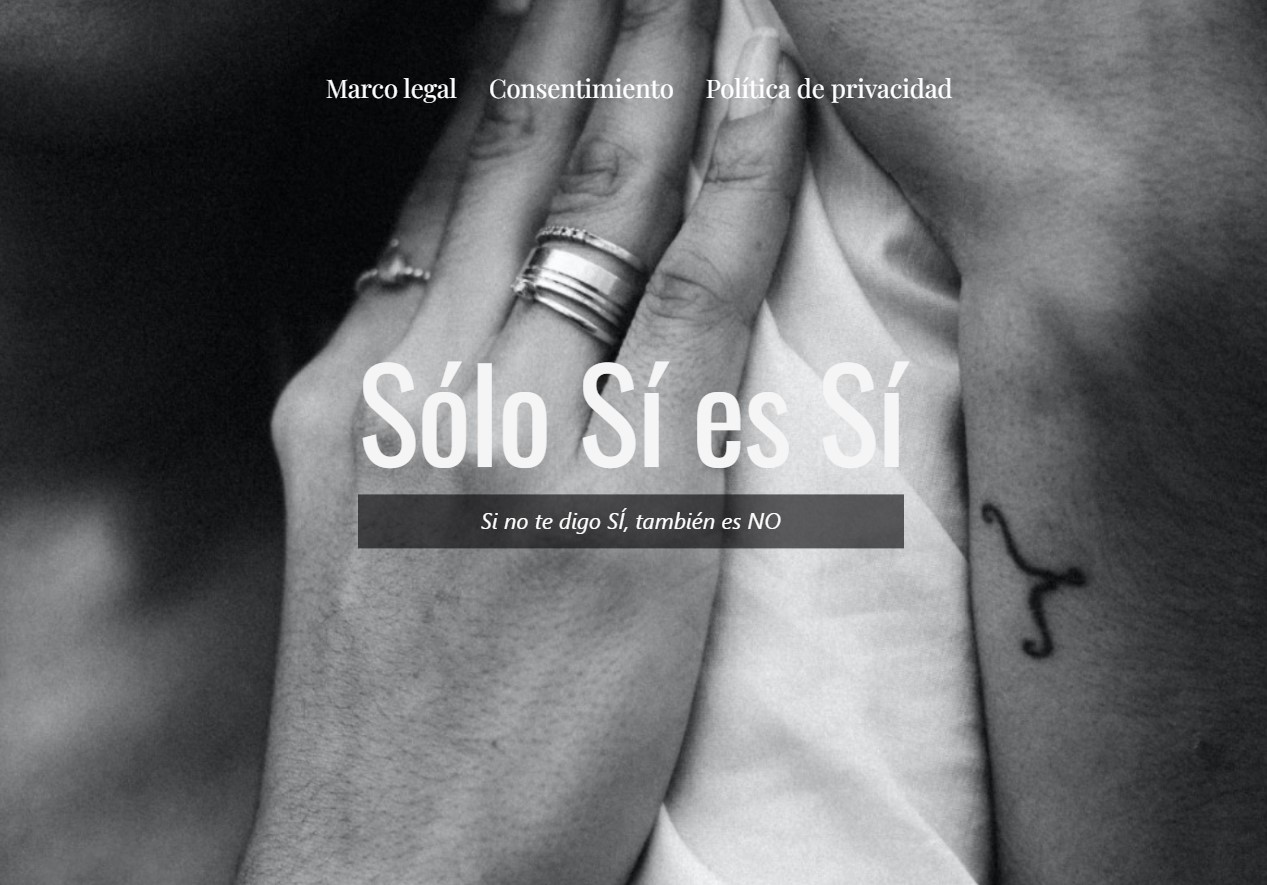 Marco legal Consentimiento Política de privacidad
Sólo Sí es Sí
Si no te digo SÍ, también es NO